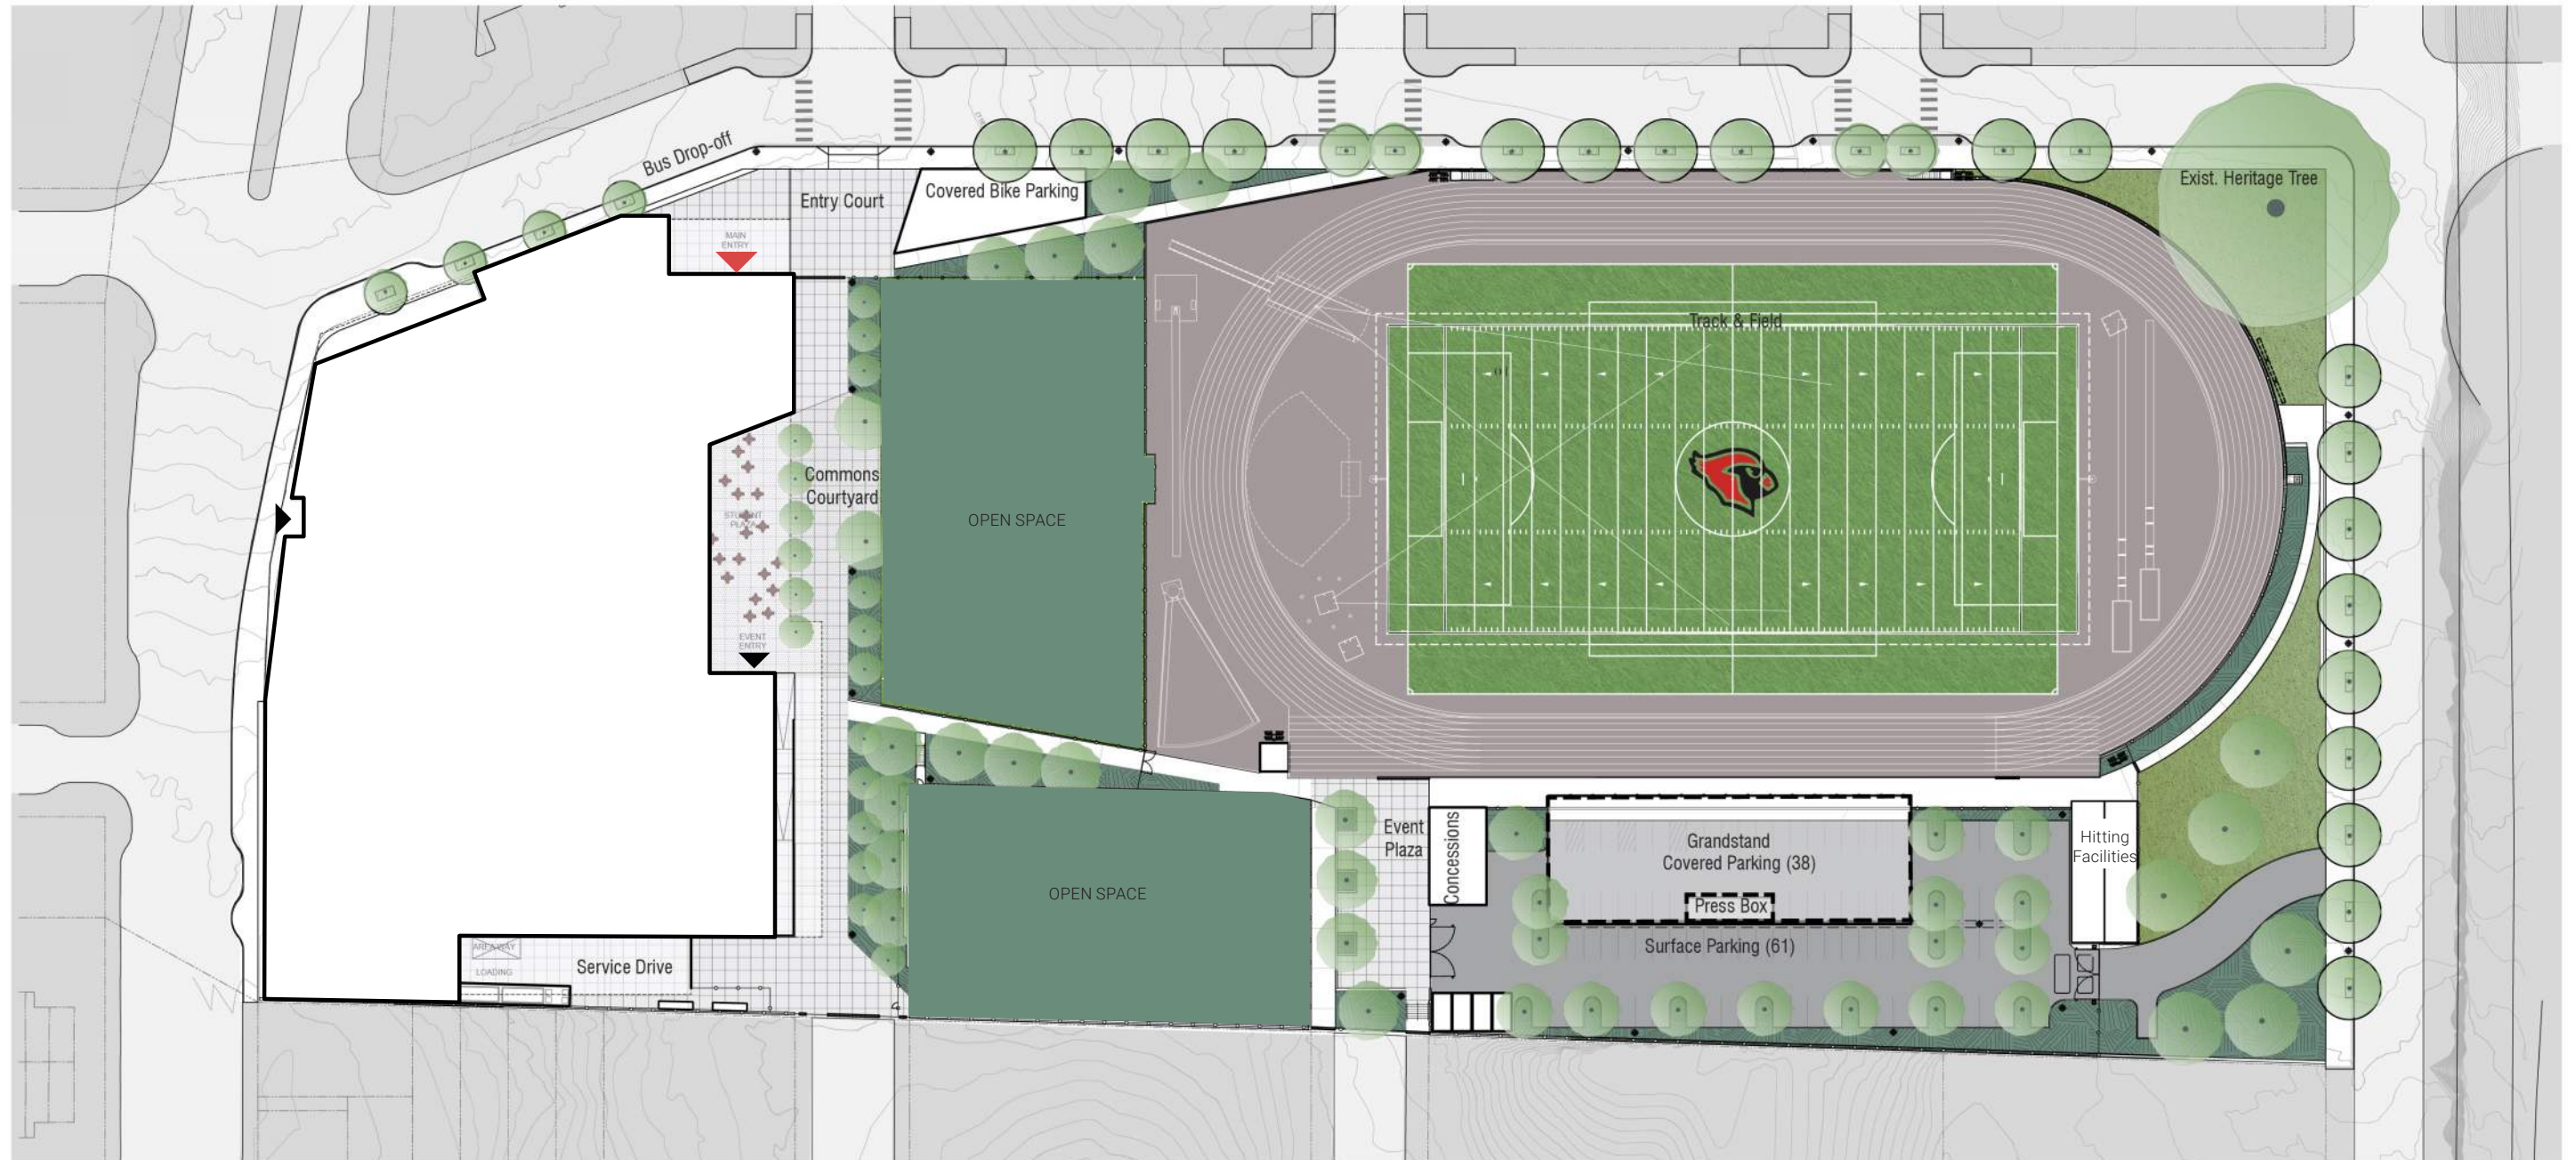 Bus Drop-off
Entry Court
Covered Bike Parking
Exist. Heritage Tree
MAIN
ENTRY
Track & Field
Commons
Courtyard
STUDENT
PLAZA
OPEN SPACE
EVENT
ENTRY
Event
Plaza
Concessions
Grandstand
Covered Parking (38)
Hitting
Facilities
OPEN SPACE
Press Box
Surface Parking (61)
AREAWAY
LOADING
Service Drive